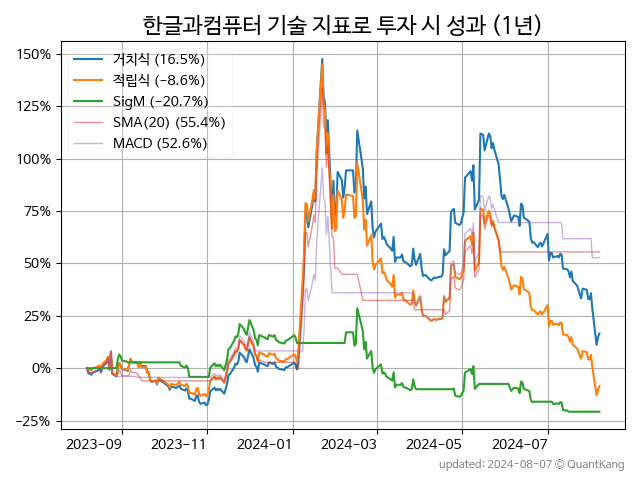 한글과컴퓨터 기술 지표로 투자 시 성과 (1년)
150%
125%
100%
75%
50%
25%
0%
−25%
거치식 (16.5%)
적립식 (−8.6%)
SigM (−20.7%)
SMA(20) (55.4%)
MACD (52.6%)
2023-09 2023-11 2024-01 2024-03 2024-05 2024-07
updated: 2024-08-07 © QuantKang